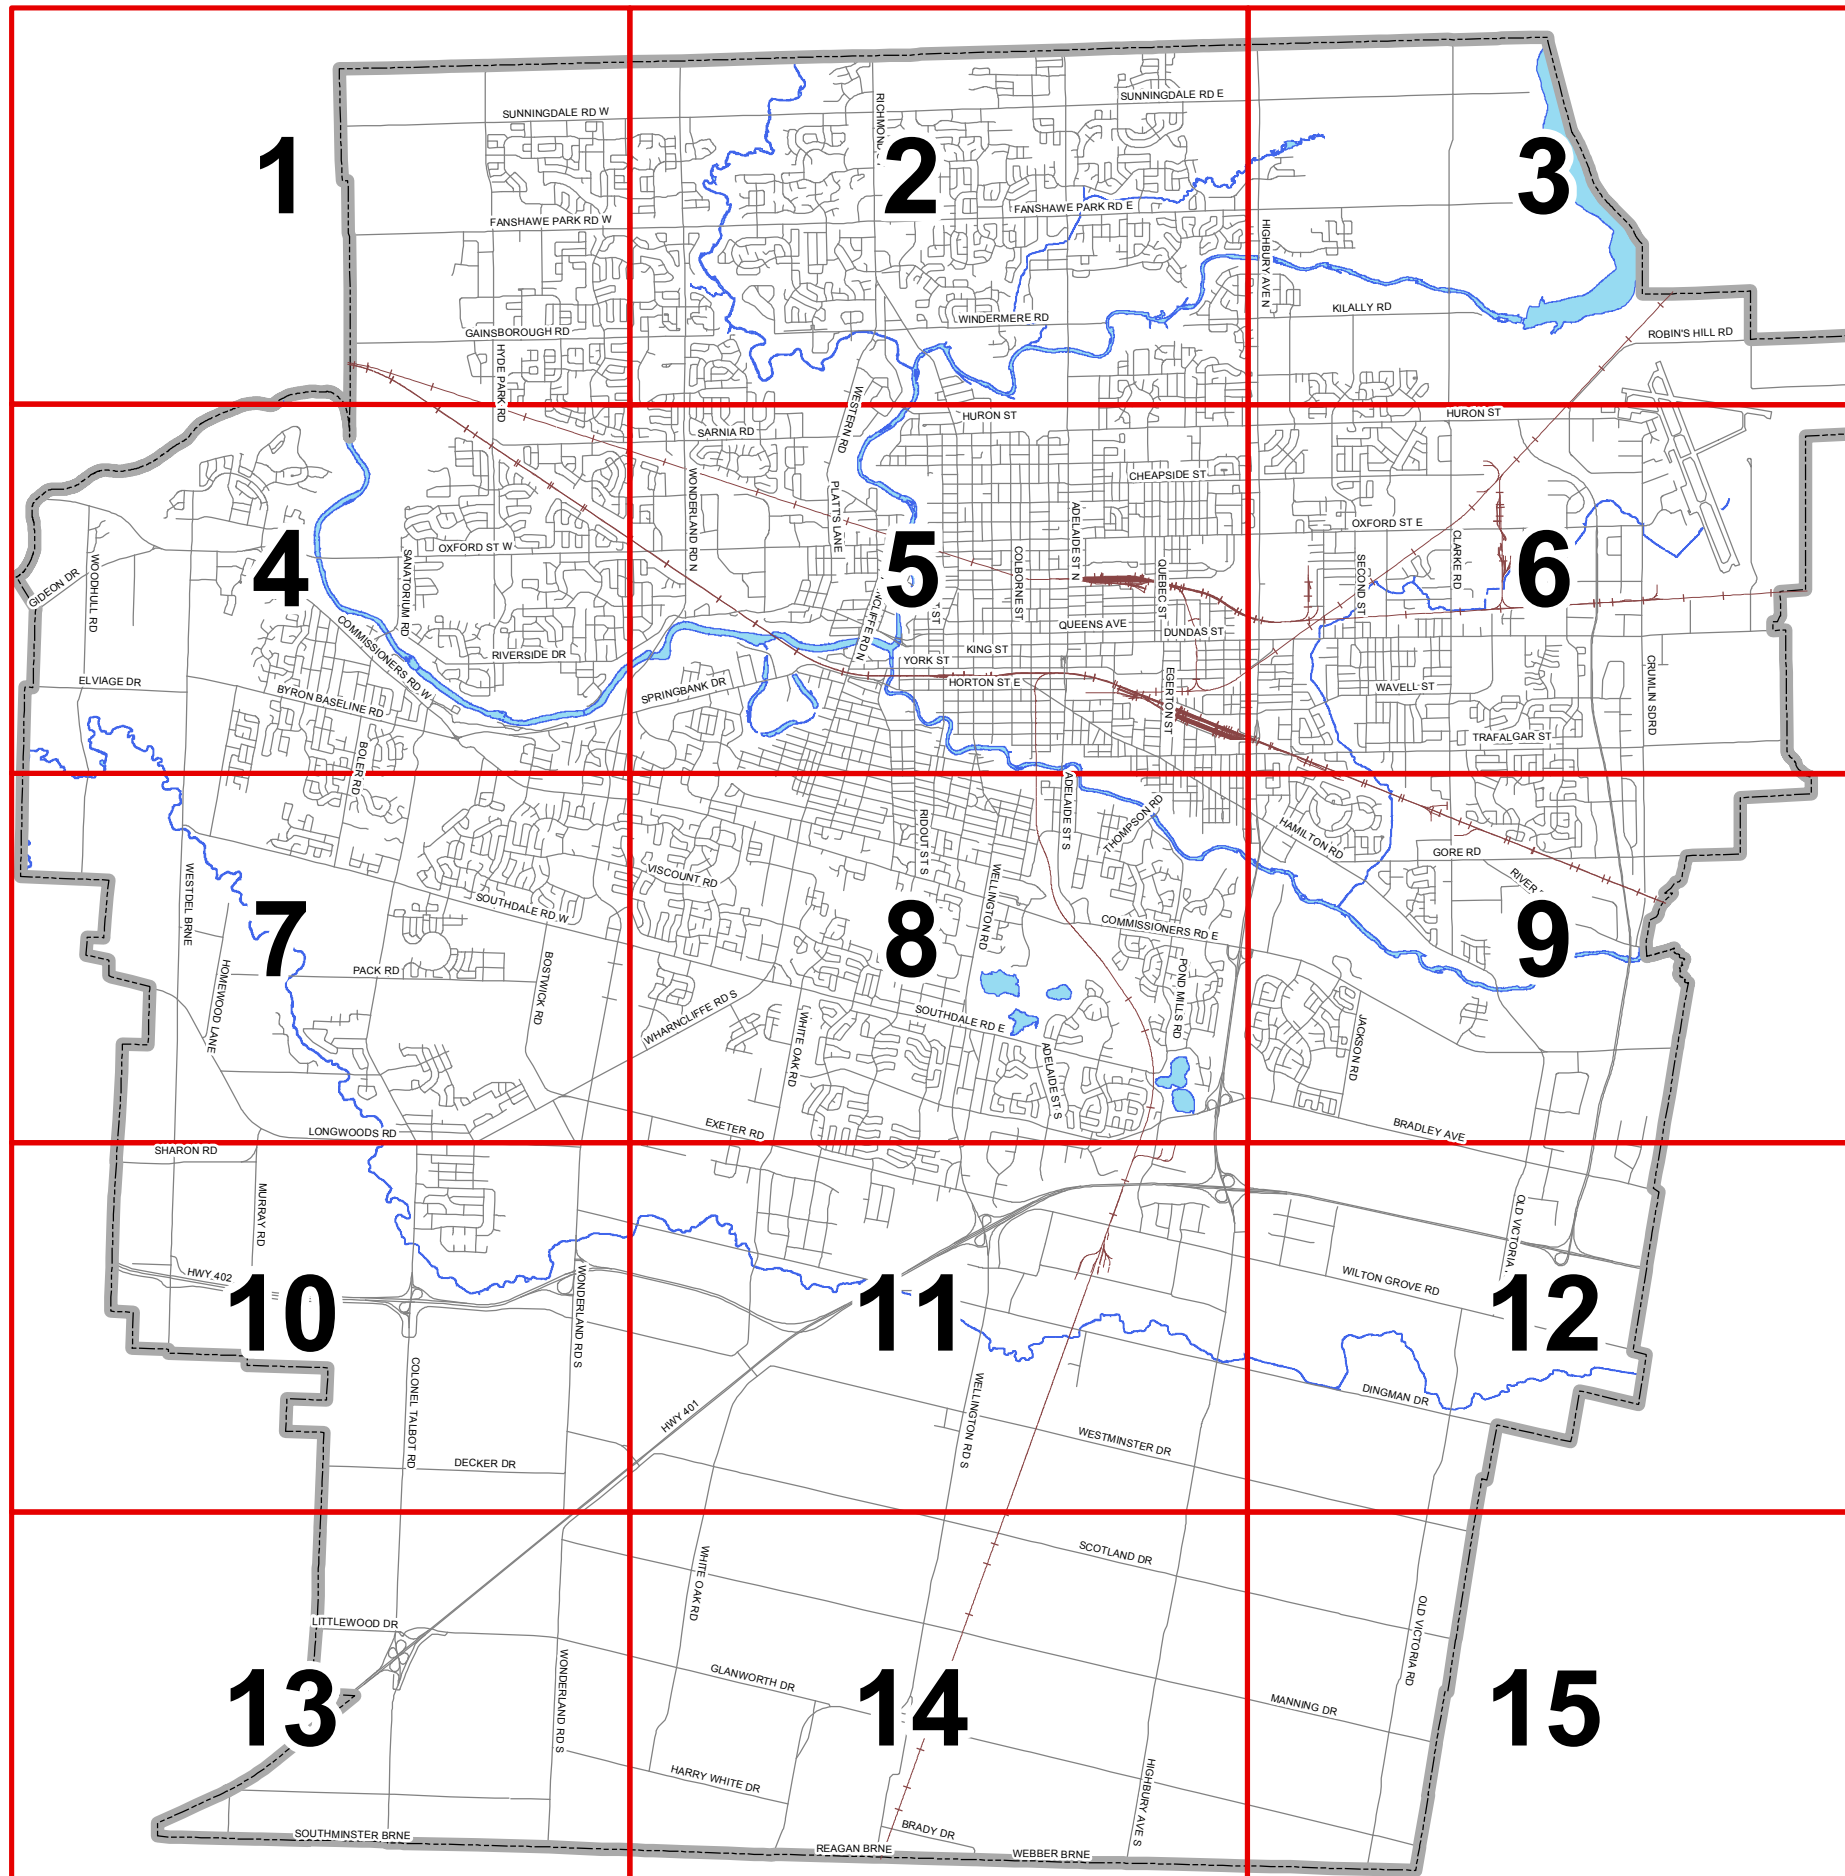 SUNNINGDALE RD W
SUNNINGDALE RD E
RICHMOND
1
2
3
FANSHAWE PARK RD W
FANSHAWE PARK RD E
HIGHBURY AVE N
GAINSBOROUGH RD
WINDERMERE RD
KILALLY RD
ROBIN'S HILL RD
HYDE PARK RD
WESTERN RD
HURON ST
HURON ST
SARNIA RD
WONDERLAND RD N
PLATT'S LANE
CHEAPSIDE ST
ADELAIDE ST N
OXFORD ST W
OXFORD ST E
CLARKE RD
4
5
6
GIDEON DR
WOODHULL RD
SANATORIUM RD
COLBORNE ST
QUEBEC ST
SECOND ST
COMMISSIONERS RD W
NCLIFFE RD N
ST
QUEENS AVE
DUNDAS ST
RIVERSIDE DR
KING ST
YORK ST
HORTON ST E
EGERTON ST
WAVELL ST
CRUMLIN SDRD
ELVIAGE DR
BYRON BASELINE RD
SPRINGBANK DR
TRAFALGAR ST
BOLER RD
ADELAIDE ST S
THOMPSON RD
RIDOUT ST S
HAMILTON RD
GORE RD
WESTDEL BRNE
VISCOUNT RD
WELLINGTON RD
RIVER
SOUTHDALE RD W
COMMISSIONERS RD E
7
8
9
HOMEWOOD LANE
PACK RD
BOSTWICK RD
POND MILLS RD
WHARNCLIFFE RD S
WHITE OAK RD
SOUTHDALE RD E
ADELAIDE ST S
JACKSON RD
LONGWOODS RD
EXETER RD
BRADLEY AVE
SHARON RD
MURRAY RD
OLD VICTORIA
HWY 402
WONDERLAND RD S
WILTON GROVE RD
10
11
12
COLONEL TALBOT RD
WELLINGTON RD S
DINGMAN DR
HWY 401
WESTMINSTER DR
DECKER DR
WHITE OAK RD
SCOTLAND DR
LITTLEWOOD DR
OLD VICTORIA RD
WONDERLAND RD S
GLANWORTH DR
MANNING DR
13
14
15
HARRY WHITE DR
HIGHBURY AVE S
SOUTHMINSTER BRNE
REAGAN BRNE
BRADY DR
WEBBER BRNE